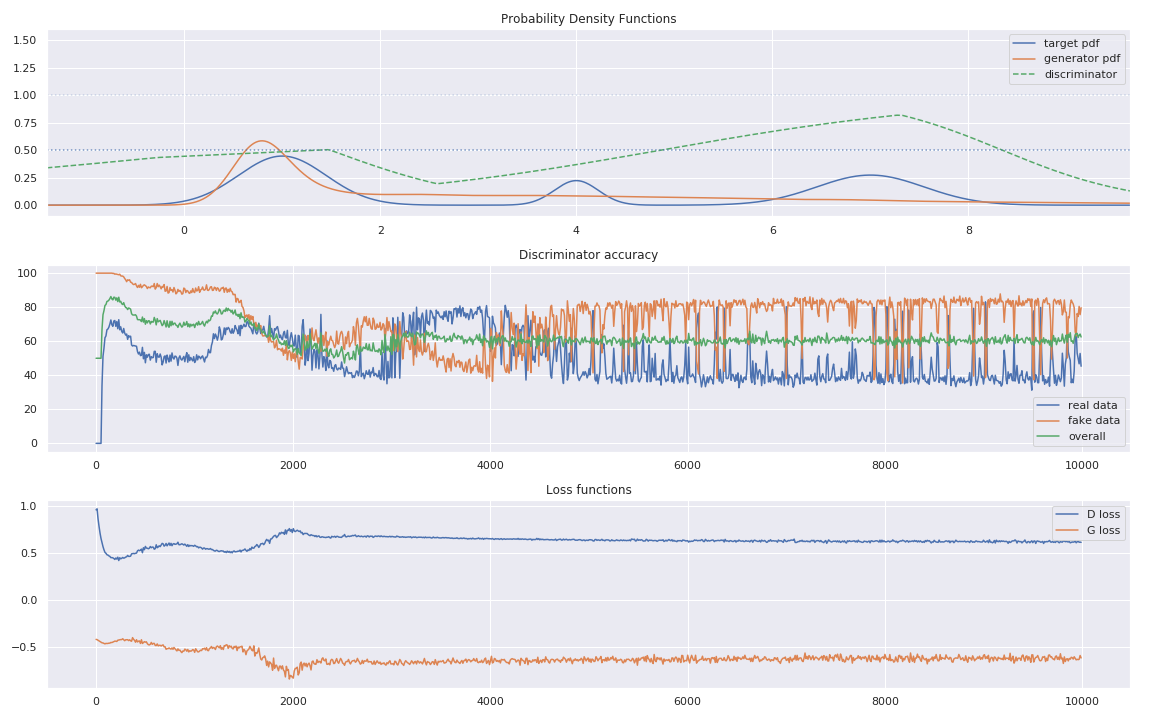 Probability Density Functions
1.50
1.25
1.00
0.75
0.50
0.25
0.00
target pdf
generator pdf
discriminator
0 2 4 6 8
Discriminator accuracy
100
80
60
40
20
0
real data
fake data
overall
0 2000 4000 6000 8000 10000
Loss functions
1.0
0.5
0.0
−0.5
D loss
G loss
0 2000 4000 6000 8000 10000